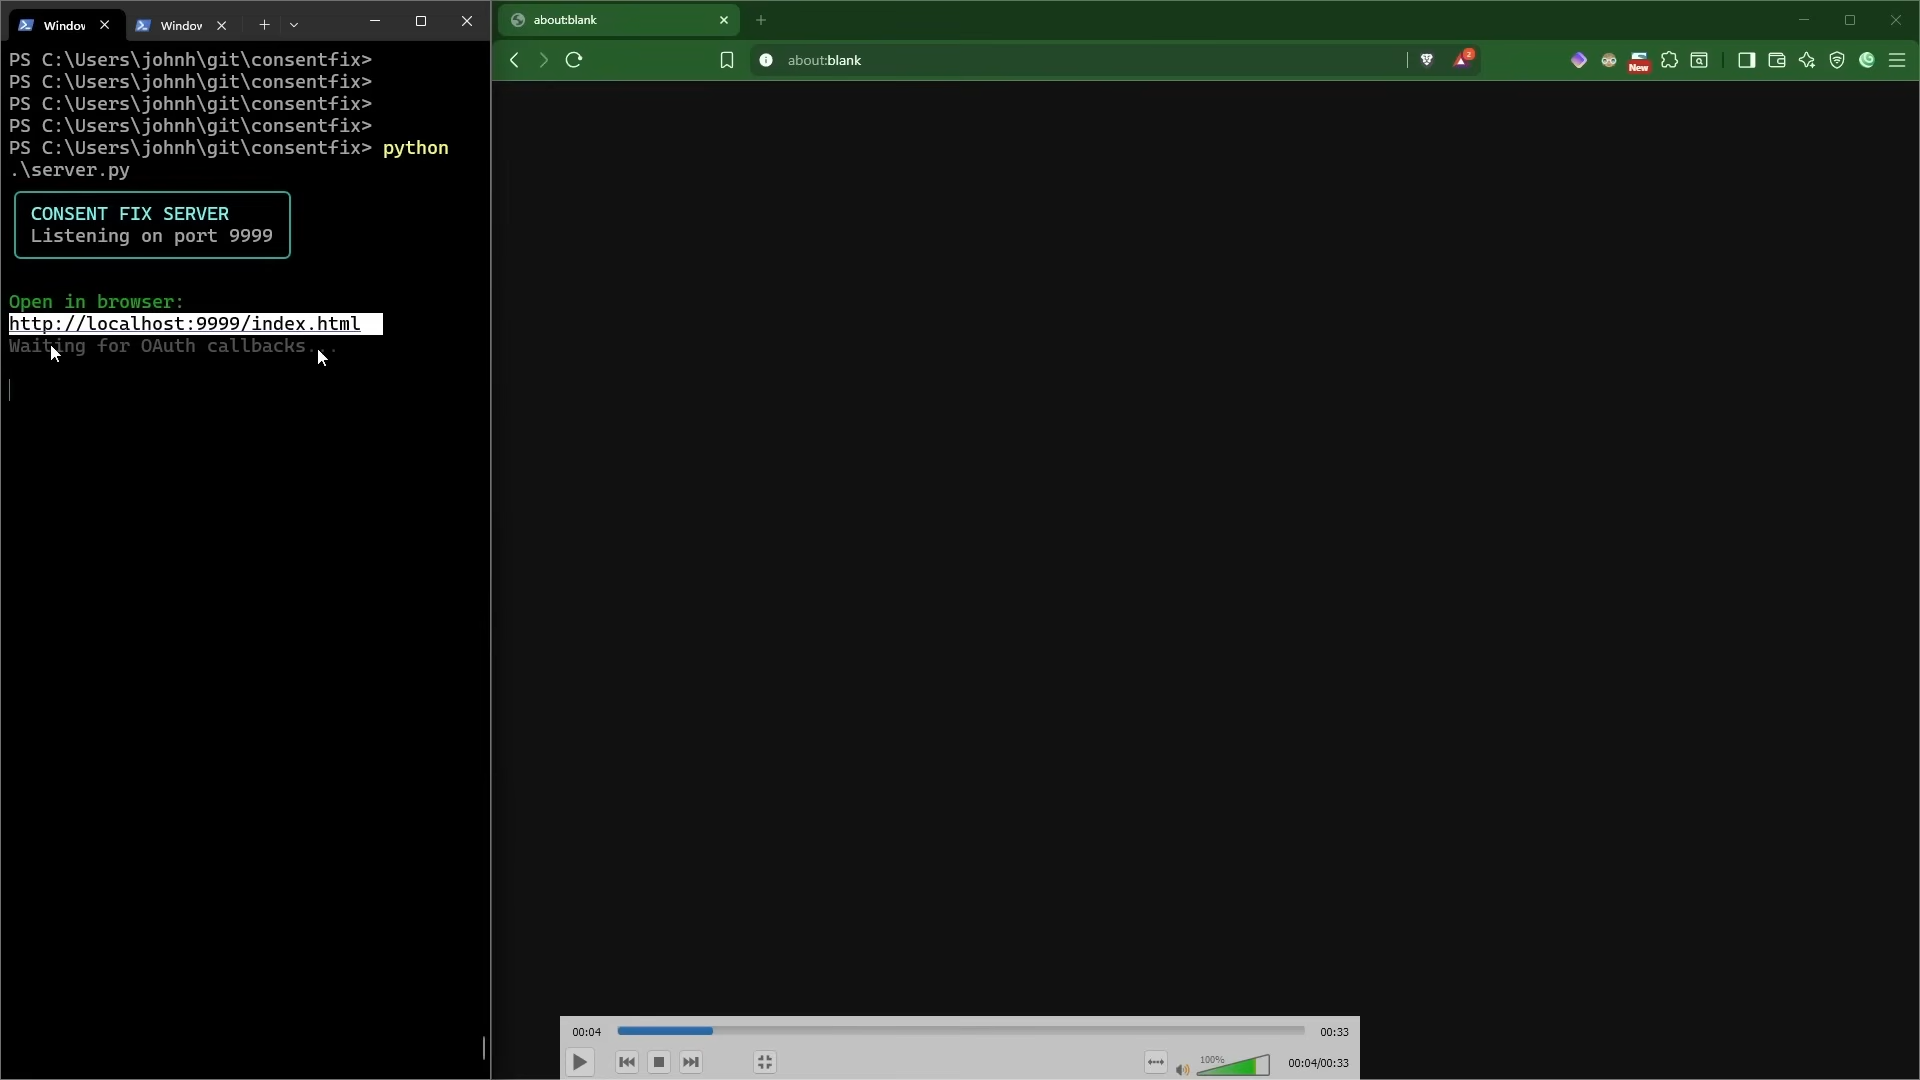 Window
Window
about:blank
about:blank
2
New
PS C:\Users\johnh\git\consentfix>
PS C:\Users\johnh\git\consentfix>
PS C:\Users\johnh\git\consentfix>
PS C:\Users\johnh\git\consentfix>
PS C:\Users\johnh\git\consentfix> python
.\server.py
CONSENT FIX SERVER
Listening on port 9999
Open in browser:
http://localhost:9999/index.html
Waiting for OAuth callbacks...
00:04
00:33
100%
00:04/00:33